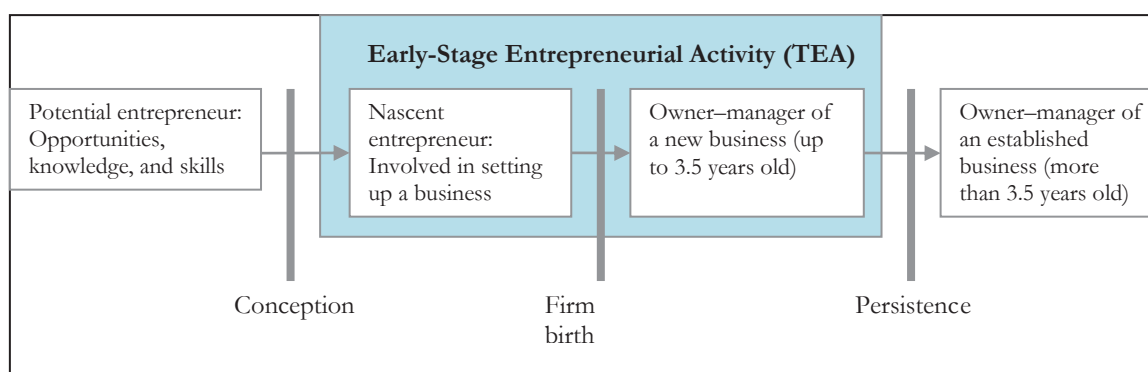 Early-Stage Entrepreneurial Activity (TEA)
Potential entrepreneur:
Opportunities,
knowledge, and skills
Nascent
entrepreneur:
Involved in setting
up a business
Owner–manager of
a new business (up
to 3.5 years old)
Owner–manager of
an established
business (more
than 3.5 years old)
Conception
Firm
birth
Persistence